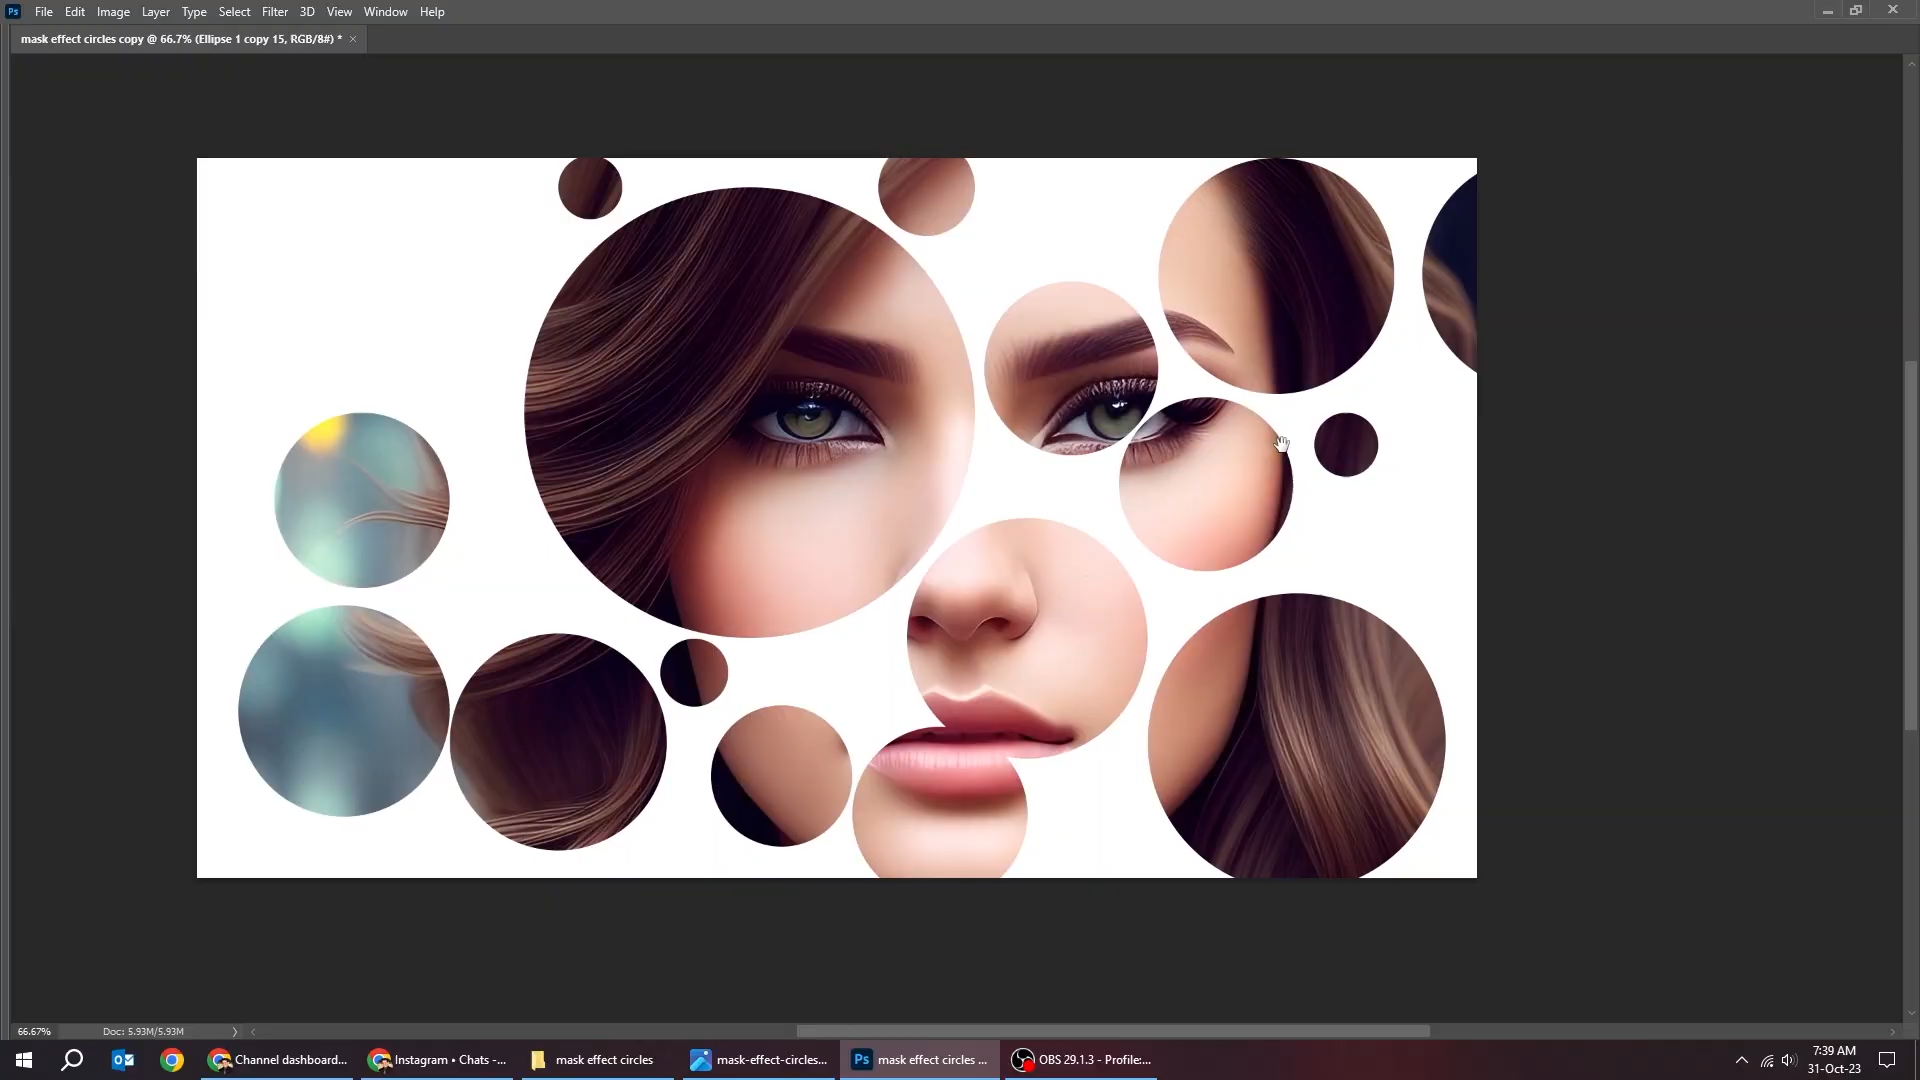 Ps File Edit Image Layer Type Select Filter 3D View Window Help
mask effect circles copy @ 66.7% (Ellipse 1 copy 15, RGB/8#) *
66.67% Doc: 5.93M/5.93M
Channel dashboard... Instagram • Chats -... mask effect circles mask-effect-circles... Ps mask effect circles ... OBS 29.1.3 - Profile:...
7:39 AM
31-Oct-23